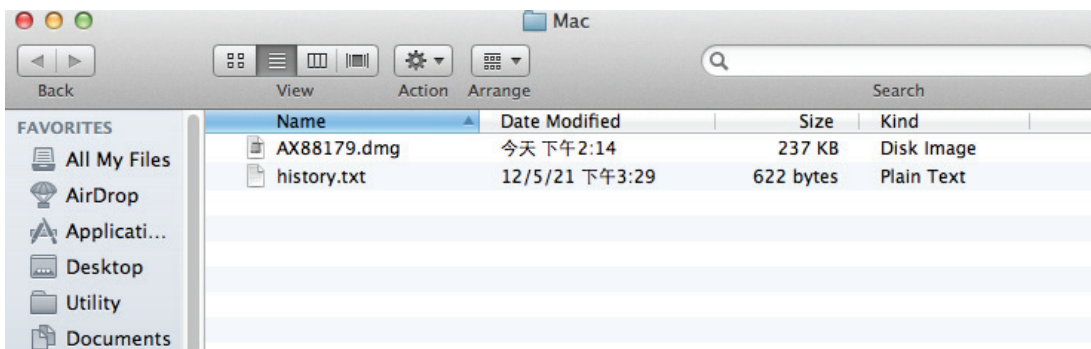 Mac
Back View Action Arrange Search
FAVORITES Name Date Modified Size Kind
All My Files AX88179.dmg 今天 下午2:14 237 KB Disk Image
AirDrop history.txt 12/5/21 下午3:29 622 bytes Plain Text
Applicati...
Desktop
Utility
Documents